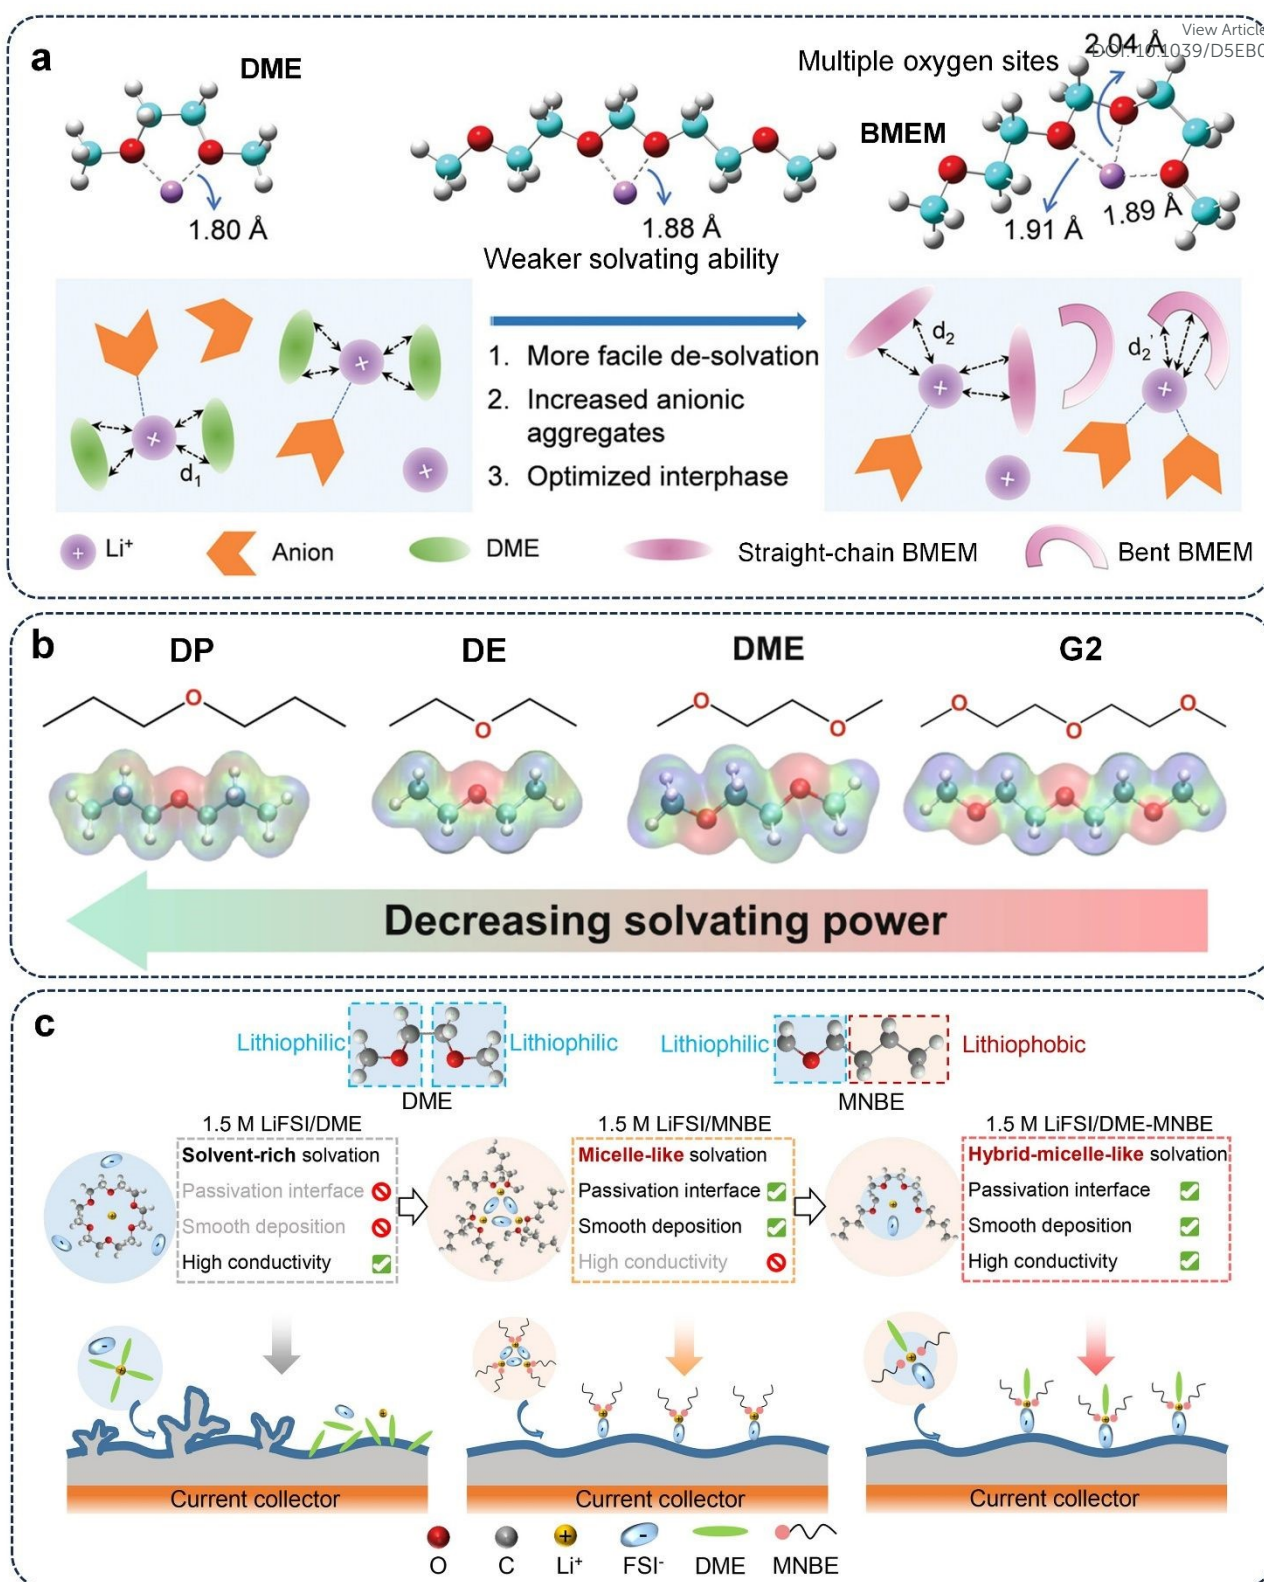 View Article
DOI: 10.1039/D5EB0
a
DME
Multiple oxygen sites
2.04 Å
BMEM
1.80 Å
1.88 Å
1.91 Å
1.89 Å
Weaker solvating ability
d1
1. More facile de-solvation
2. Increased anionic
aggregates
3. Optimized interphase
d2
d2'
+
+
+
+
+
+
+ Li+
Anion
DME
Straight-chain BMEM
Bent BMEM
b
DP
DE
DME
G2
O
O
O
O
O
O
O
Decreasing solvating power
c
Lithiophilic
Lithiophilic
DME
Lithiophilic
Lithiophobic
MNBE
1.5 M LiFSI/DME
Solvent-rich solvation
Passivation interface
Smooth deposition
High conductivity
1.5 M LiFSI/MNBE
Micelle-like solvation
Passivation interface
Smooth deposition
High conductivity
1.5 M LiFSI/DME-MNBE
Hybrid-micelle-like solvation
Passivation interface
Smooth deposition
High conductivity
Current collector
Current collector
Current collector
O
C
Li+
FSI-
DME
MNBE